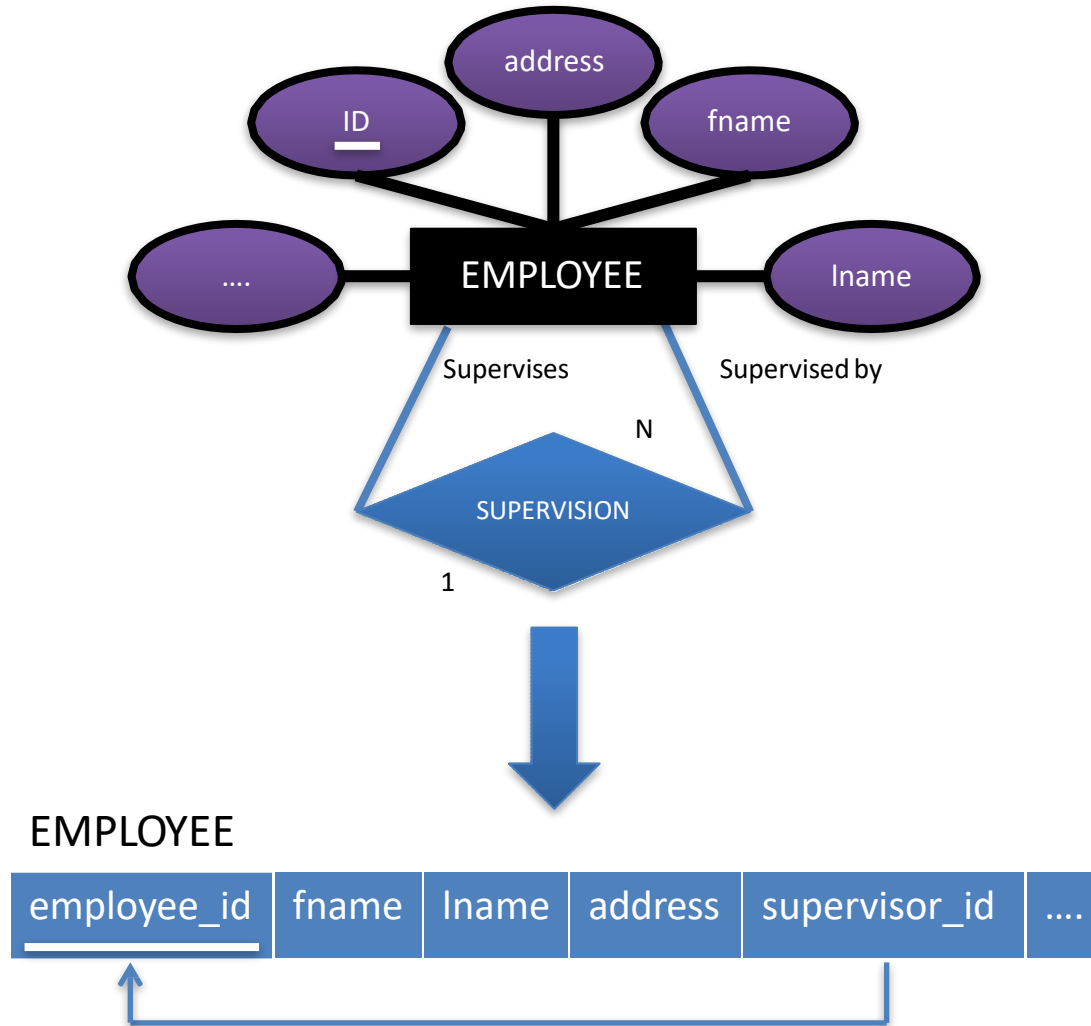 address
ID
fname
....
EMPLOYEE
lname
Supervises
Supervised by
N
SUPERVISION
1
EMPLOYEE
employee_id fname lname address supervisor_id ....